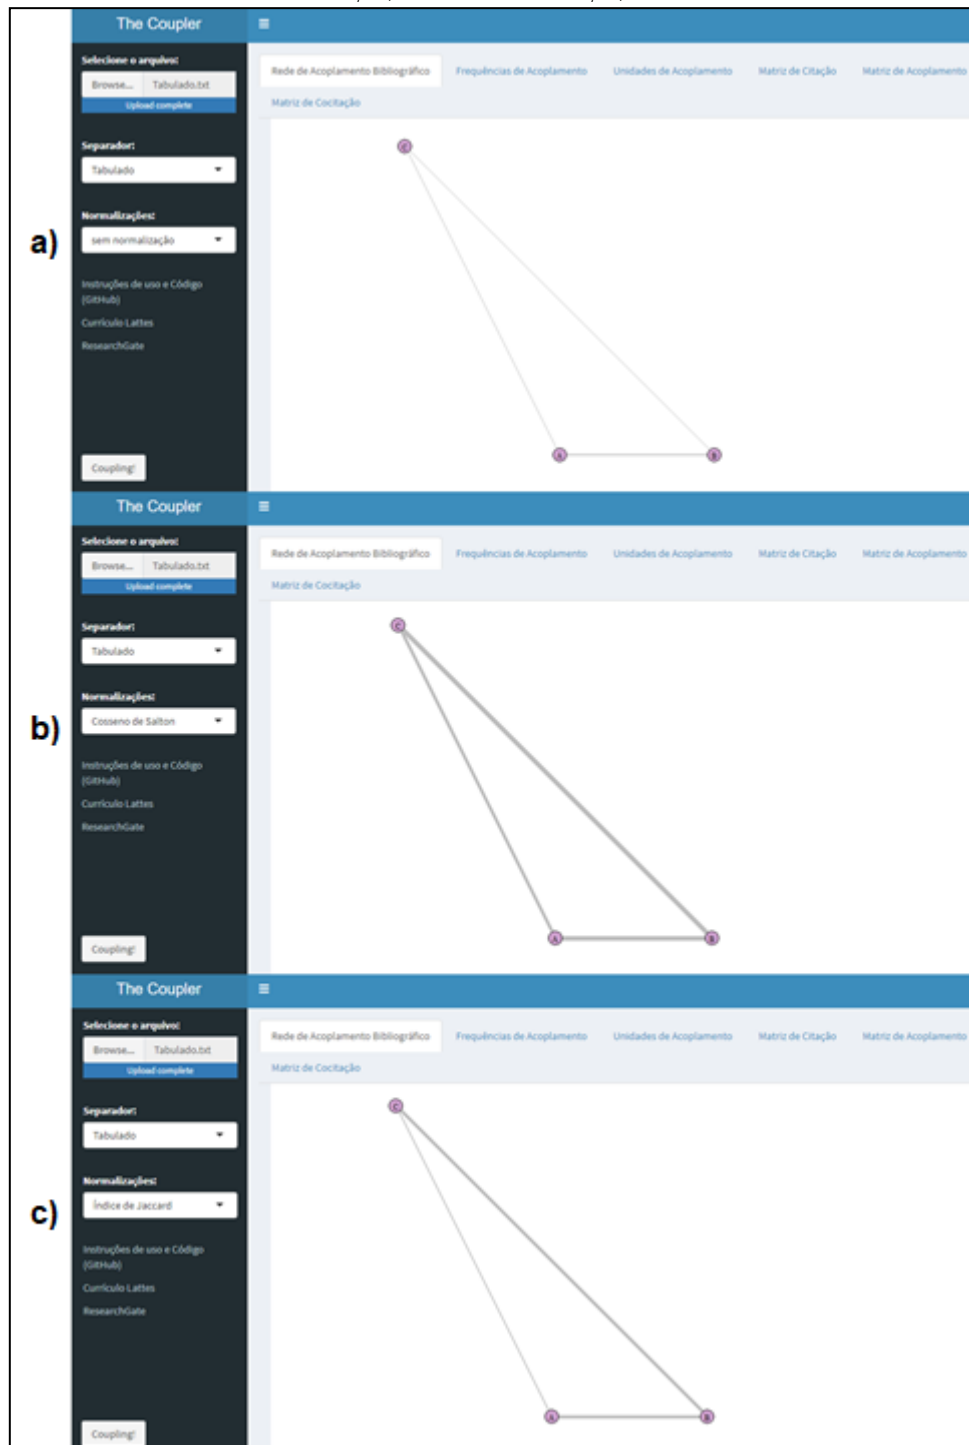 The Coupler
Selecione o arquivo:
Browse... Tabulado.txt
Upload complete
Separador:
Tabulado
Normalizações:
sem normalização
Instruções de uso e Código
(GitHub)
Currículo Lattes
ResearchGate
Coupling!
Rede de Acoplamento Bibliográfico Frequências de Acoplamento Unidades de Acoplamento Matriz de Citação Matriz de Acoplamento
Matriz de Cocitação
C
A B
a)
The Coupler
Selecione o arquivo:
Browse... Tabulado.txt
Upload complete
Separador:
Tabulado
Normalizações:
Cosseno de Salton
Instruções de uso e Código
(GitHub)
Currículo Lattes
ResearchGate
Coupling!
Rede de Acoplamento Bibliográfico Frequências de Acoplamento Unidades de Acoplamento Matriz de Citação Matriz de Acoplamento
Matriz de Cocitação
C
A B
b)
The Coupler
Selecione o arquivo:
Browse... Tabulado.txt
Upload complete
Separador:
Tabulado
Normalizações:
Índice de Jaccard
Instruções de uso e Código
(GitHub)
Currículo Lattes
ResearchGate
Coupling!
Rede de Acoplamento Bibliográfico Frequências de Acoplamento Unidades de Acoplamento Matriz de Citação Matriz de Acoplamento
Matriz de Cocitação
C
A B
c)